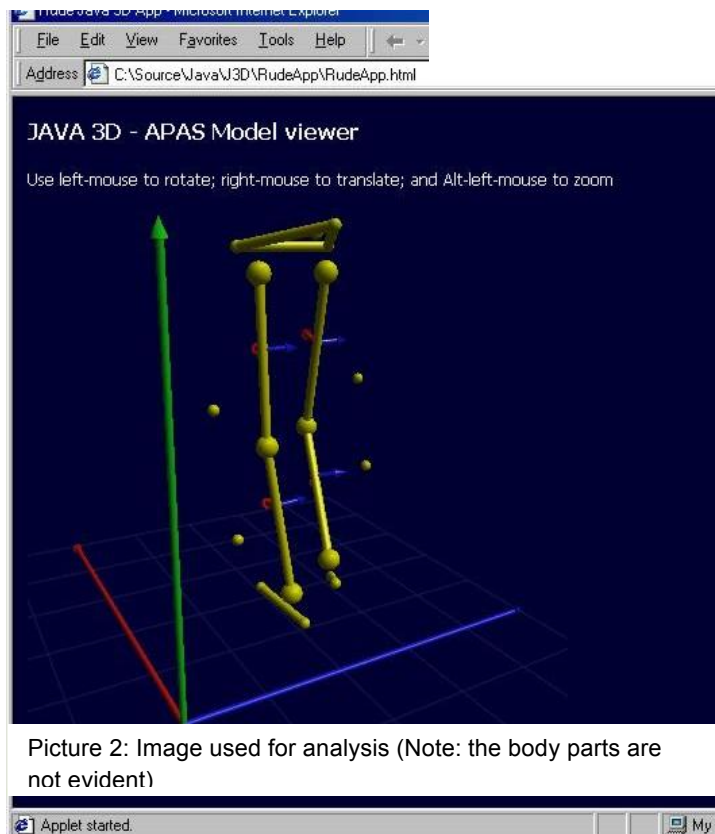 Rude Java 3D App - Microsoft Internet Explorer
File Edit View Favorites Tools Help
Address C:\Source\Java\J3D\RudeApp\RudeApp.html
JAVA 3D - APAS Model viewer
Use left-mouse to rotate; right-mouse to translate; and Alt-left-mouse to zoom
Picture 2: Image used for analysis (Note: the body parts are
not evident)
Applet started. My